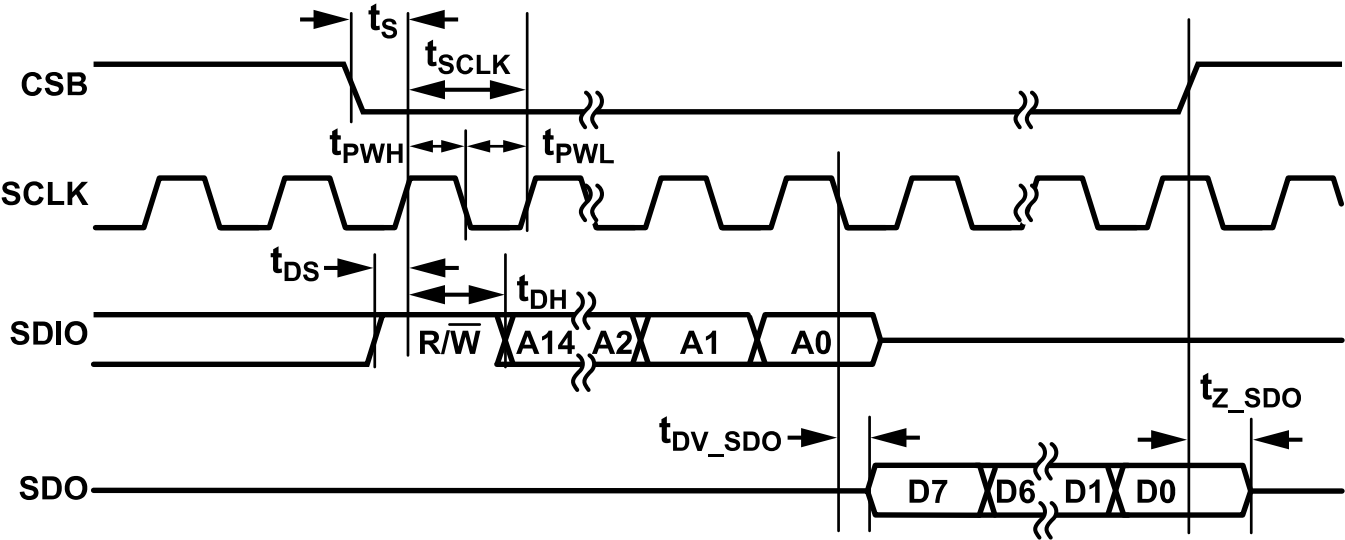 tS
tSCLK
CSB
tPWH
tPWL
SCLK
tDS
tDH
SDIO
R/W̅ A14 A2 A1 A0
tZ_SDO
tDV_SDO
SDO
D7 D6 D1 D0